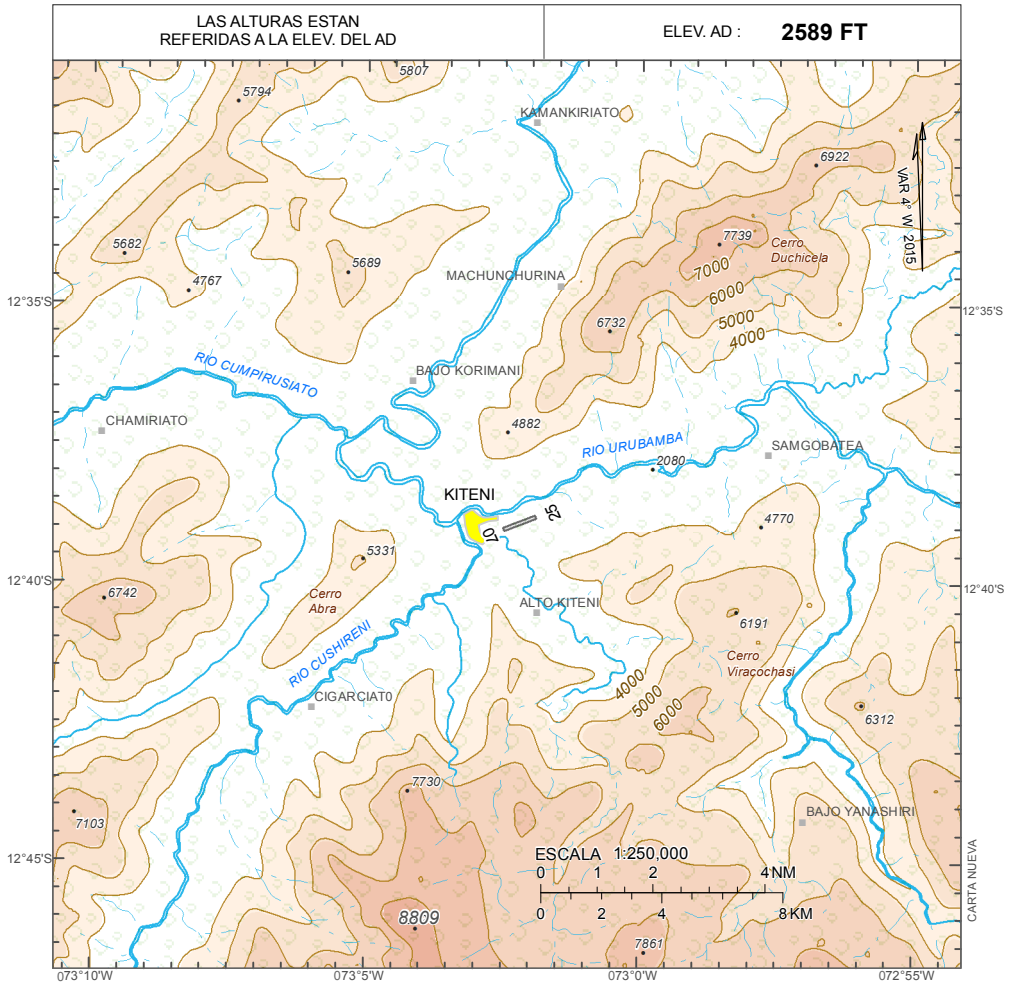 LAS ALTURAS ESTAN
REFERIDAS A LA ELEV. DEL AD
ELEV. AD : 2589 FT
5807
5794
KAMANKIRIATO
6922
VAR 4° W 2015
5682
7739
Cerro
Duchicela
5689
4767
MACHUNCHURINA
7000
6000
5000
4000
12°35'S
12°35'S
6732
RIO CUMPIRUSIATO
BAJO KORIMANI
CHAMIRIATO
4882
RIO URUBAMBA
SAMGOBATEA
2080
KITENI
07
25
4770
5331
12°40'S
12°40'S
6742
Cerro
Abra
ALTO KITENI
6191
RIO CUSHIRENI
Cerro
Viracochasi
4000
5000
6000
CIGARCIAT0
6312
7730
7103
BAJO YANASHIRI
12°45'S
ESCALA 1:250,000
0 1 2 4 NM
0 2 4 8 KM
CARTA NUEVA
8809
7861
073°10'W
073°5'W
073°0'W
072°55'W